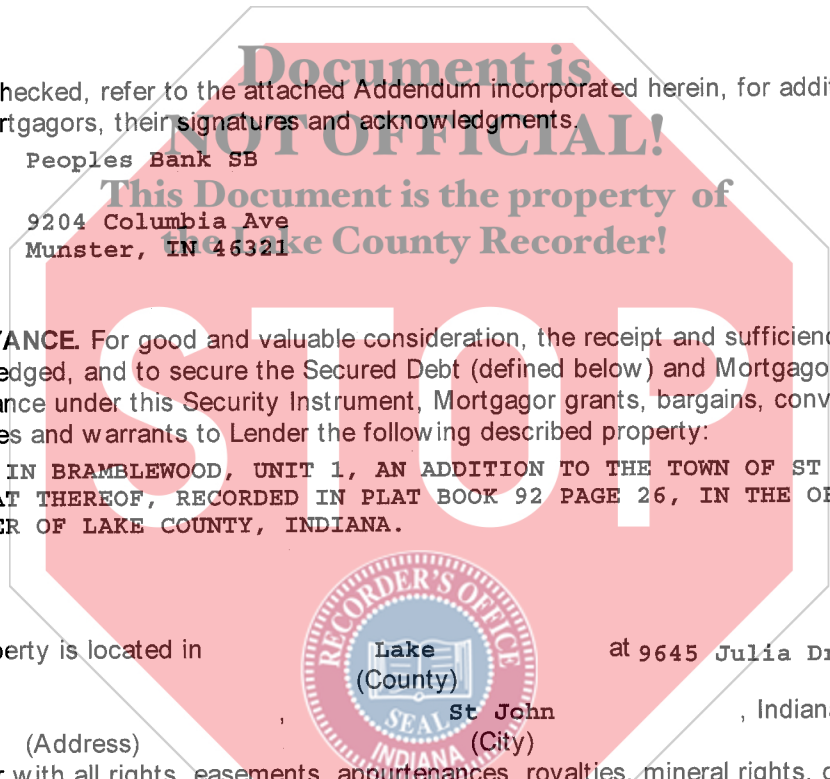 Document is
hecked, refer to the attached Addendum incorporated herein, for addit
rtgagors, their signatures and acknowledgments.
NOT OFFICIAL!
Peoples Bank SB
This Document is the property of
9204 Columbia Ave
the Lake County Recorder!
Munster, IN 46321
STOP
YANCE. For good and valuable consideration, the receipt and sufficienc
edged, and to secure the Secured Debt (defined below) and Mortgago
ance under this Security Instrument, Mortgagor grants, bargains, conv
es and warrants to Lender the following described property:
IN BRAMBLEWOOD, UNIT 1, AN ADDITION TO THE TOWN OF ST
AT THEREOF, RECORDED IN PLAT BOOK 92 PAGE 26, IN THE OF
ER OF LAKE COUNTY, INDIANA.
RECORDER'S OFFICE
perty is located in Lake at 9645 Julia Dr
(County)
, St John , Indiana
SEAL
(Address) (City)
INDIANA
r with all rights, easements, appurtenances, royalties, mineral rights,